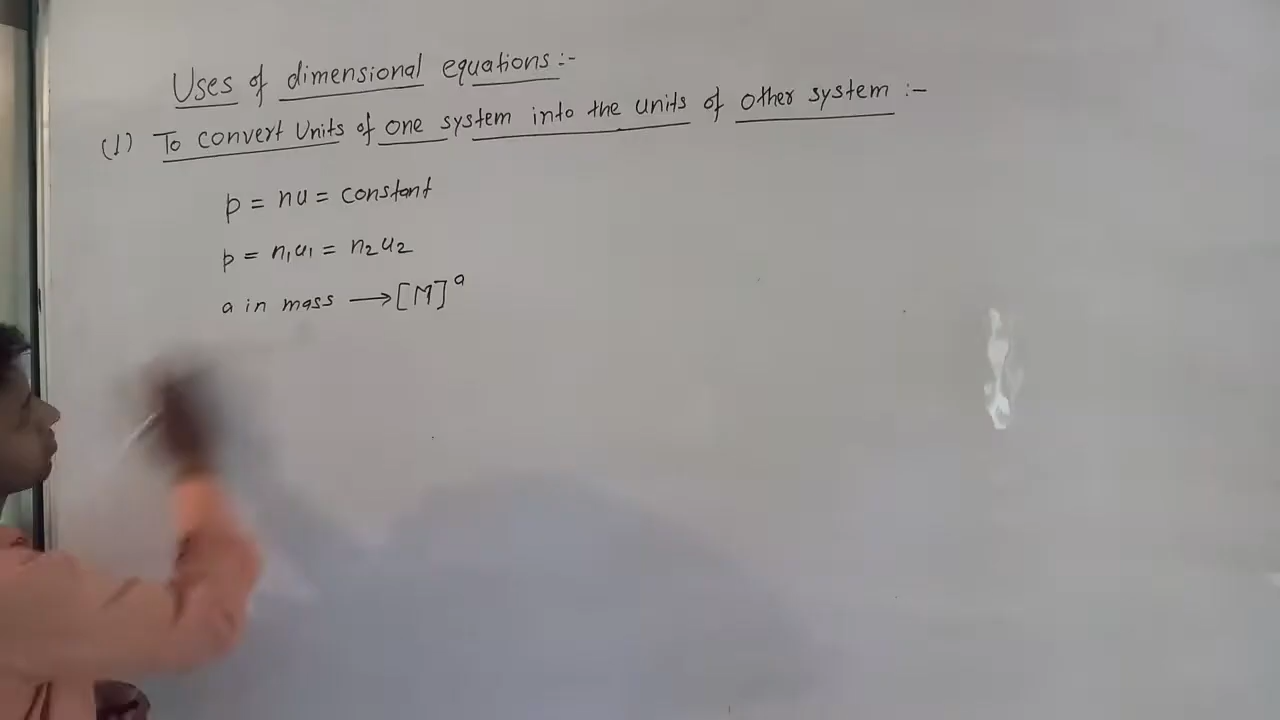 Uses of dimensional equations :-
(1) To convert Units of one system into the units of other system :-
p = nu = constant
p = n₁u₁ = n₂u₂
a in mass ⟶ [M]ᵃ